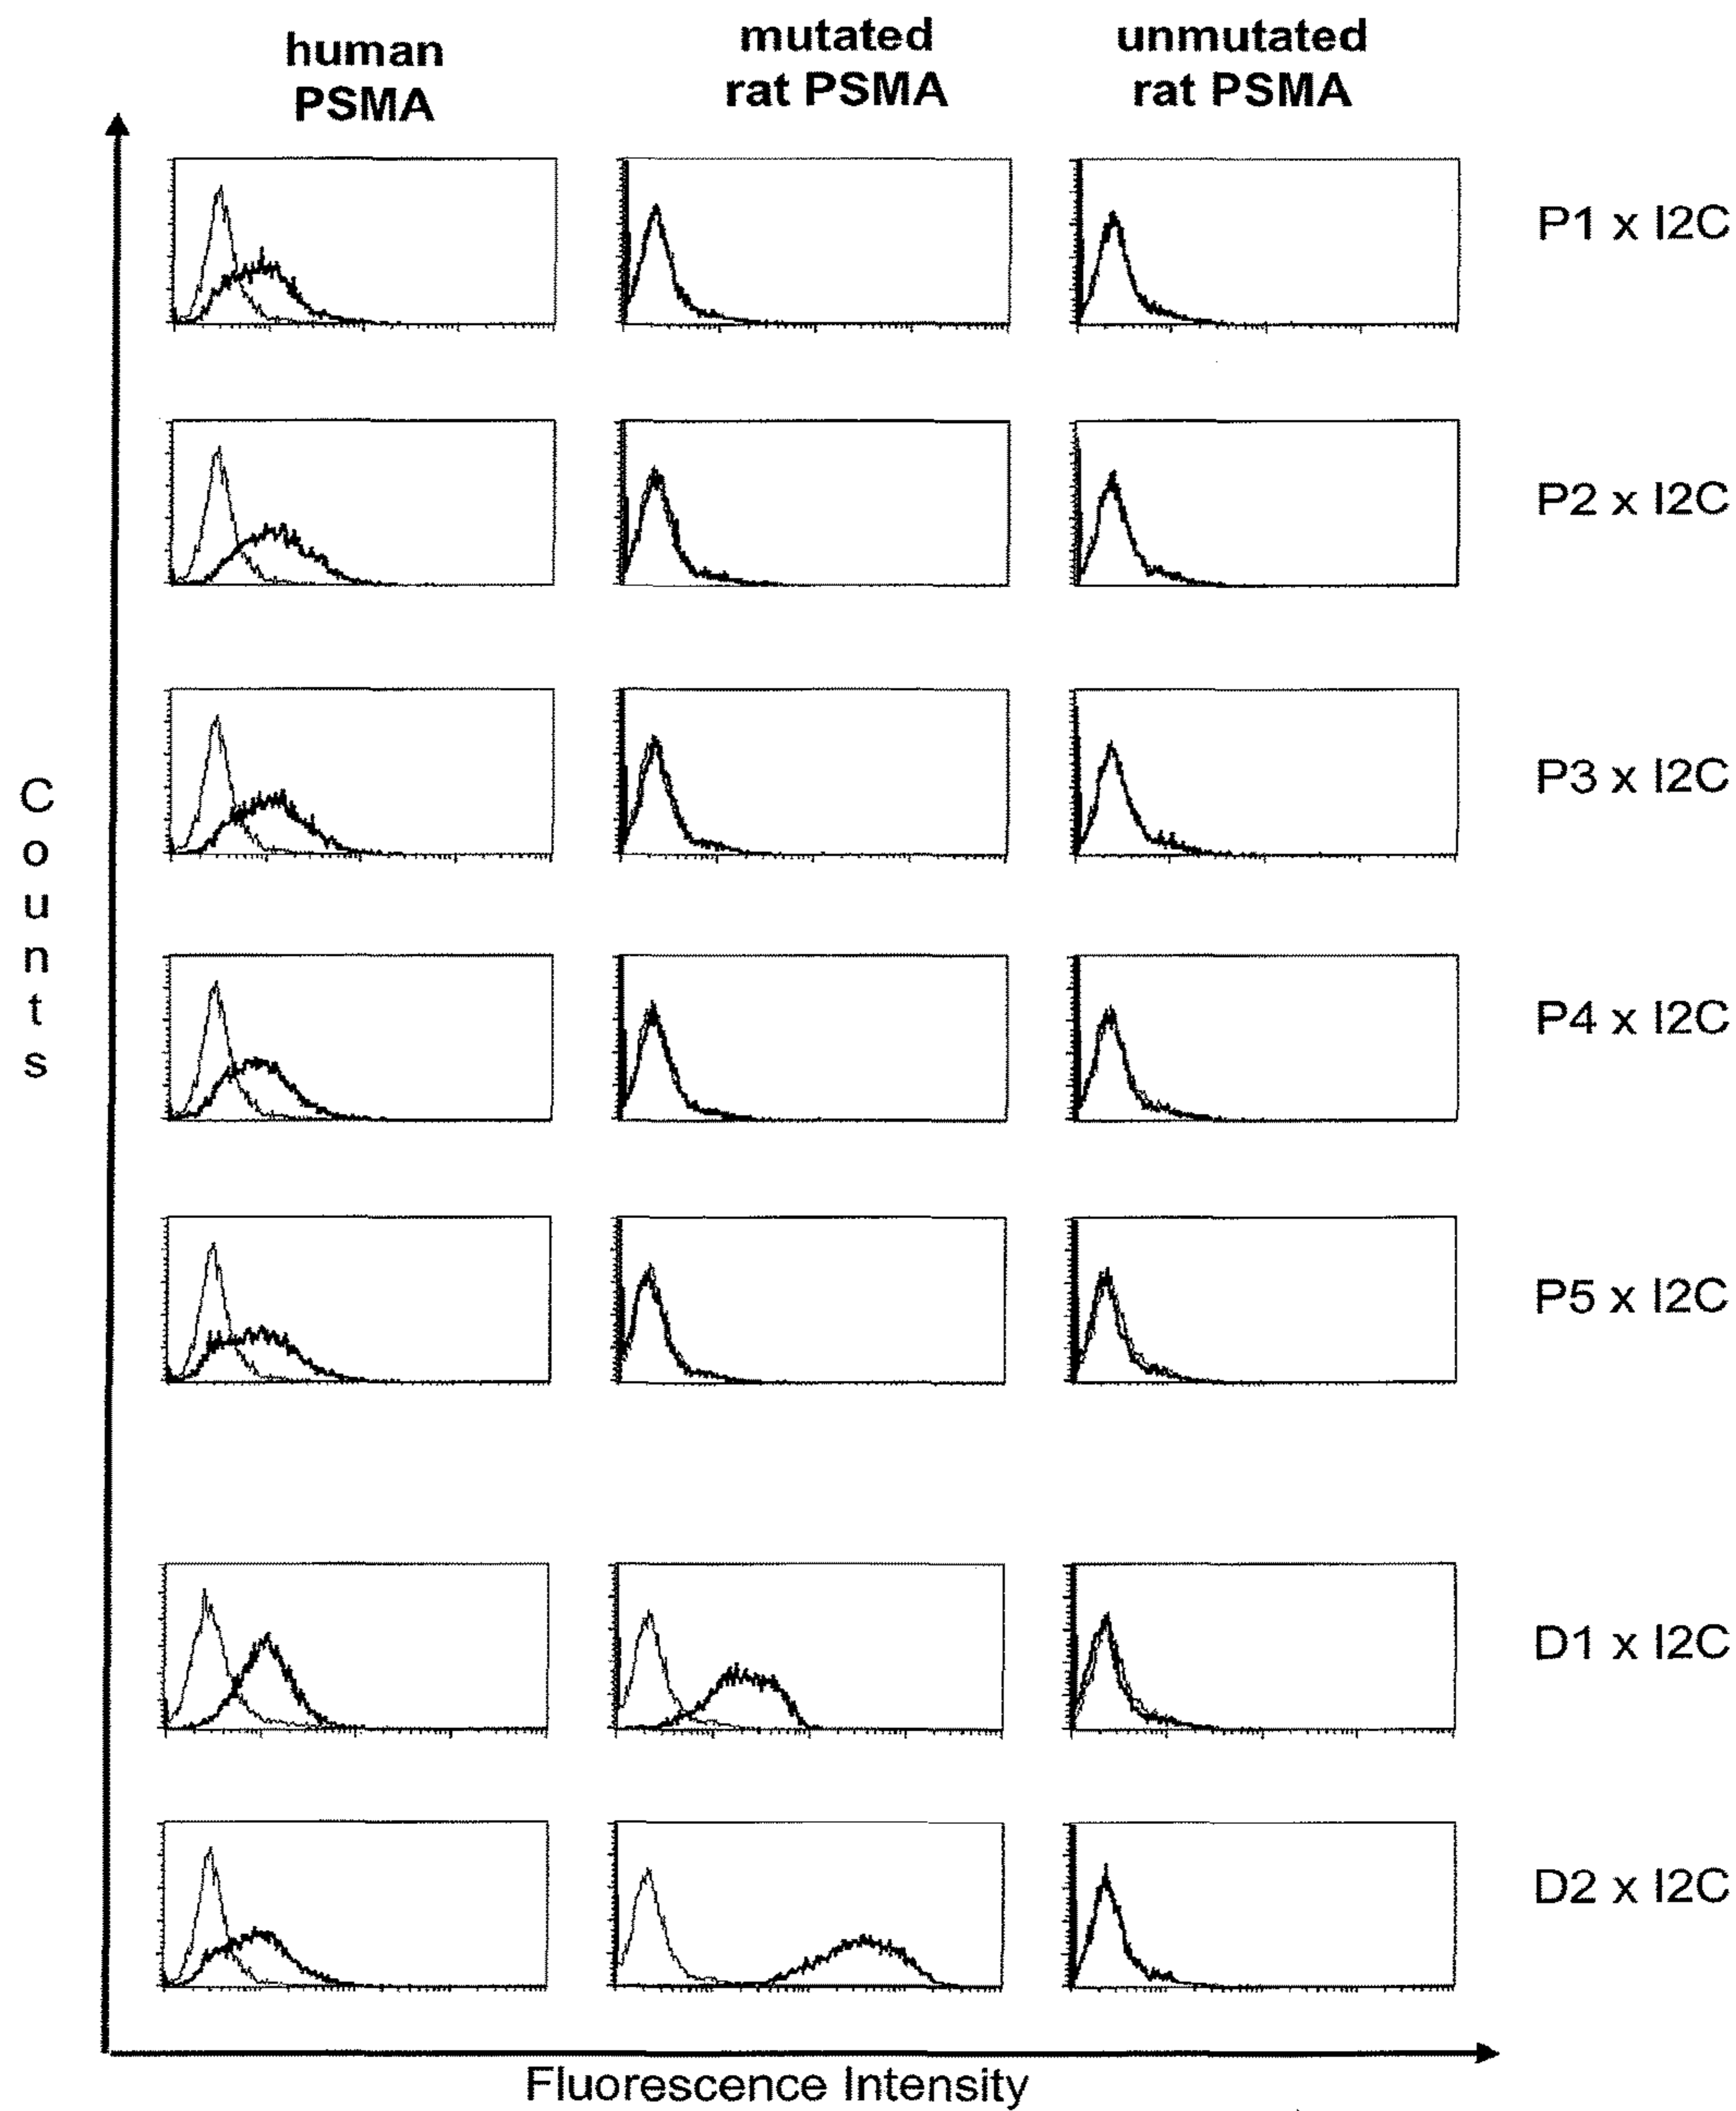 human
PSMA
mutated
rat PSMA
unmutated
rat PSMA
P1 x I2C
P2 x I2C
P3 x I2C
P4 x I2C
P5 x I2C
D1 x I2C
D2 x I2C
Counts
Fluorescence Intensity